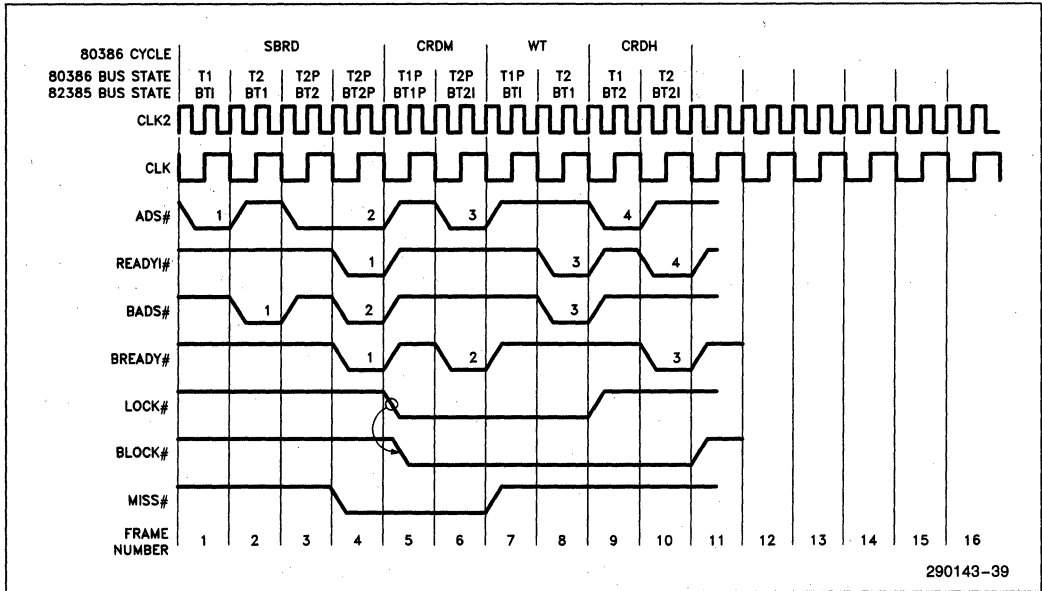 80386 CYCLE SBRD CRDM WT CRDH
80386 BUS STATE T1 T2 T2P T2P T1P T2P T1P T2 T1 T2
82385 BUS STATE BTI BT1 BT2 BT2P BT1P BT2I BTI BT1 BT2 BT2I
CLK2
CLK
ADS# 1 2 3 4
READYI# 1 3 4
BADS# 1 2 3
BREADY# 1 2 3
LOCK#
BLOCK#
MISS#
FRAME
NUMBER 1 2 3 4 5 6 7 8 9 10 11 12 13 14 15 16
290143-39